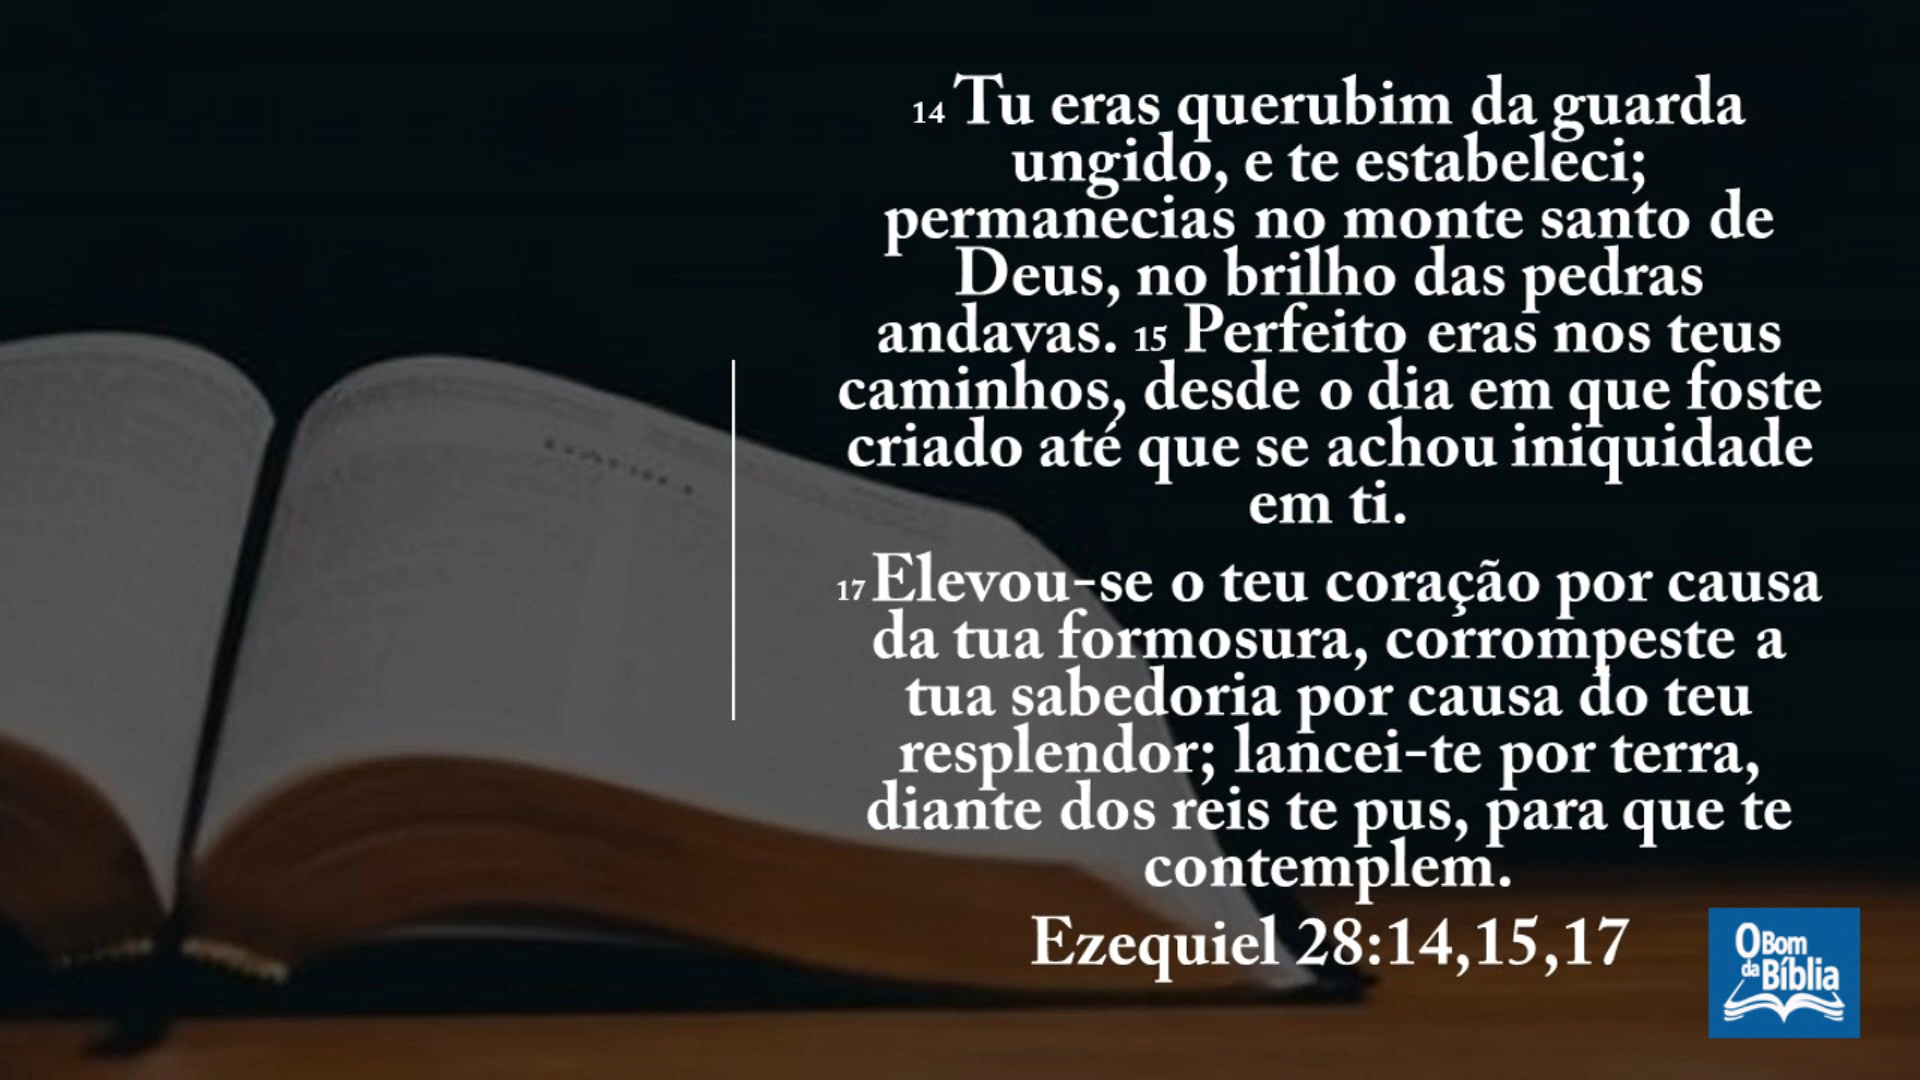 14 Tu eras querubim da guarda
ungido, e te estabeleci;
permanecias no monte santo de
Deus, no brilho das pedras
andavas. 15 Perfeito eras nos teus
caminhos, desde o dia em que foste
criado até que se achou iniquidade
em ti.
17 Elevou-se o teu coração por causa
da tua formosura, corrompeste a
tua sabedoria por causa do teu
resplendor; lancei-te por terra,
diante dos reis te pus, para que te
contemplem.
Ezequiel 28:14,15,17
O Bom
da Bíblia